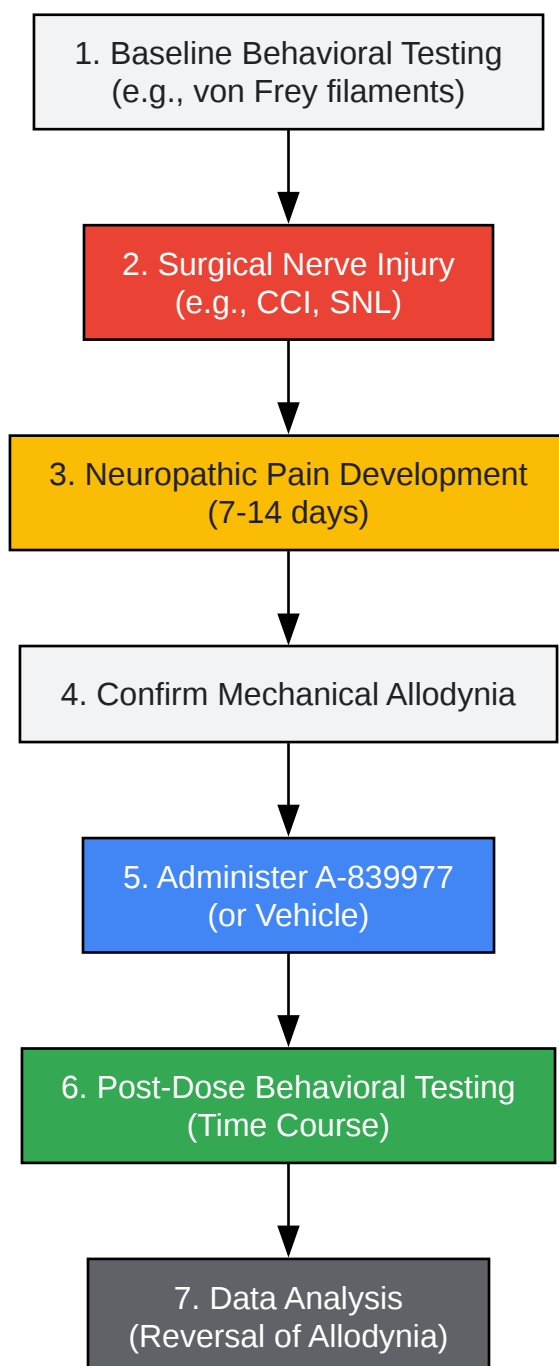 1. Baseline Behavioral Testing
(e.g., von Frey filaments)
2. Surgical Nerve Injury
(e.g., CCI, SNL)
3. Neuropathic Pain Development
(7-14 days)
4. Confirm Mechanical Allodynia
5. Administer A-839977
(or Vehicle)
6. Post-Dose Behavioral Testing
(Time Course)
7. Data Analysis
(Reversal of Allodynia)